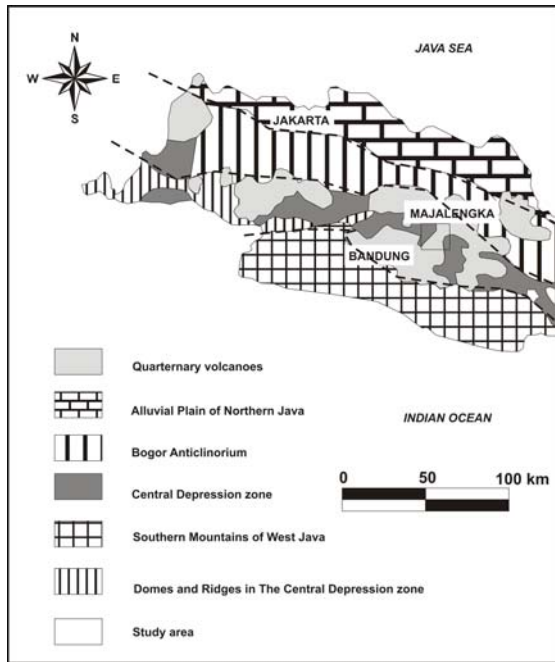 JAVA SEA
N
W
E
S
JAKARTA
MAJALENGKA
BANDUNG
Quarternary volcanoes
Alluvial Plain of Northern Java
INDIAN OCEAN
Bogor Anticlinorium
0 50 100 km
Central Depression zone
Southern Mountains of West Java
Domes and Ridges in The Central Depression zone
Study area